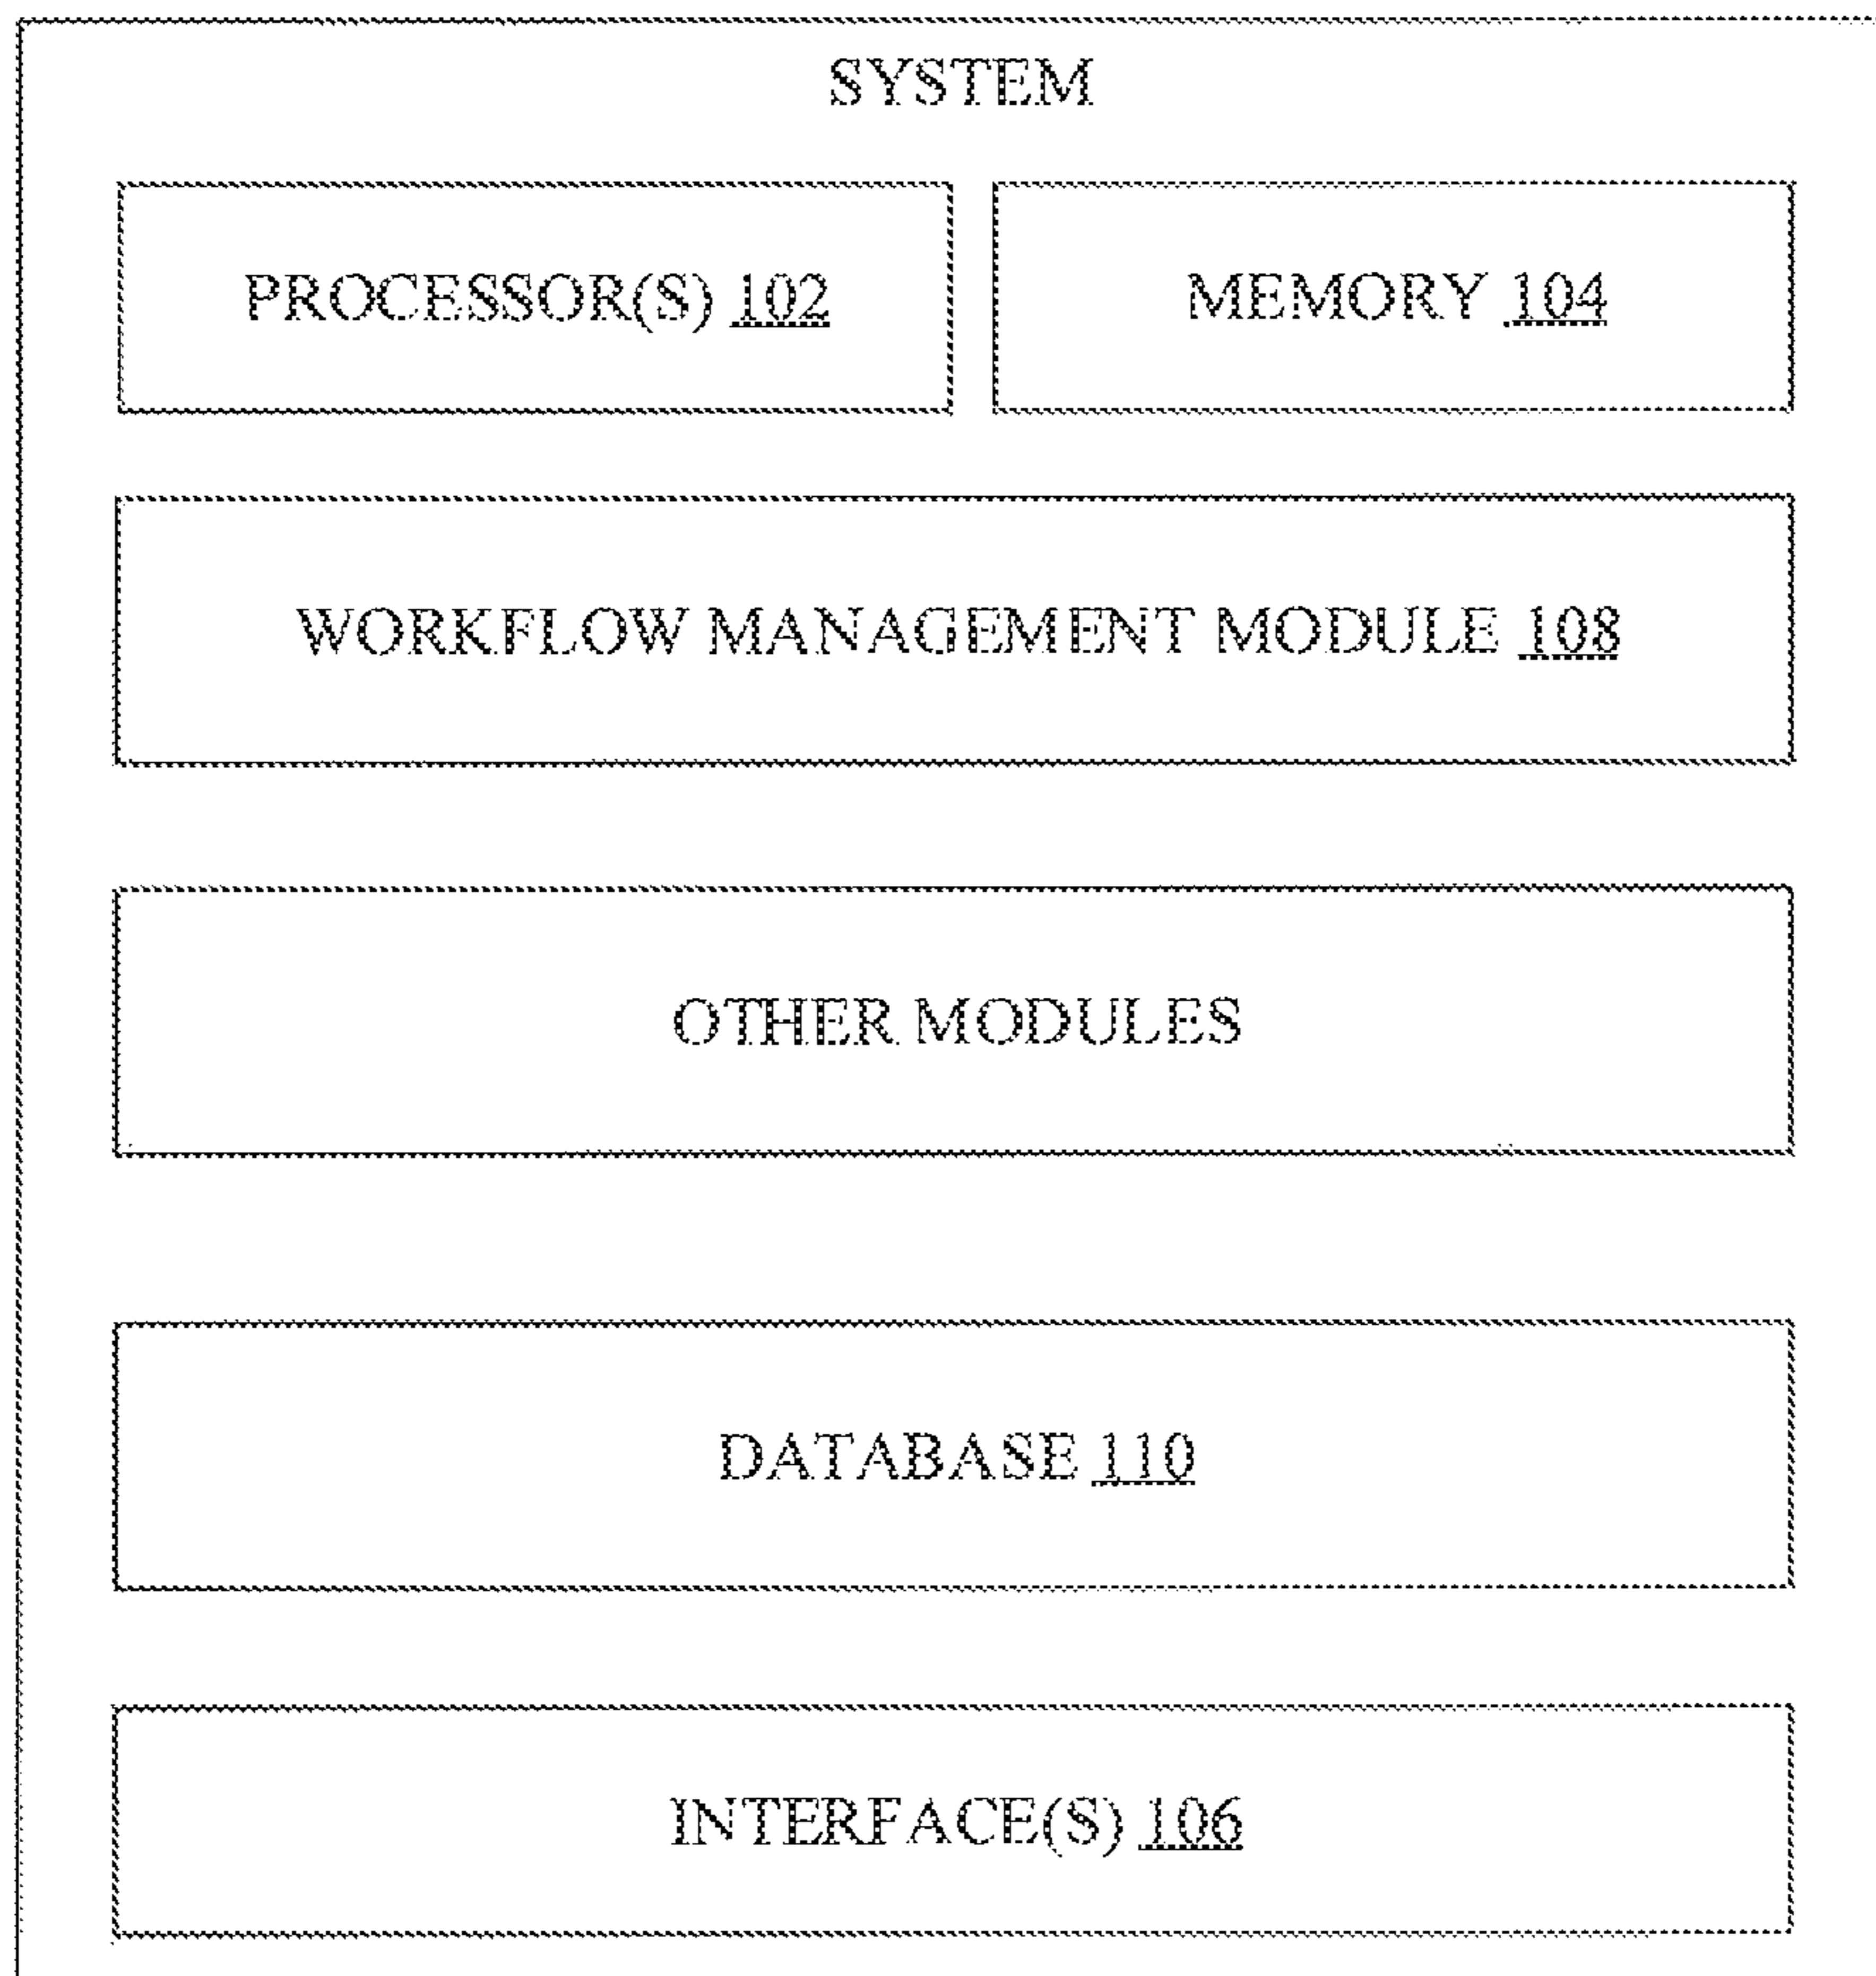 SYSTEM
PROCESSOR(S) 102
MEMORY 104
WORKFLOW MANAGEMENT MODULE 108
OTHER MODULES
DATABASE 110
INTERFACE(S) 106